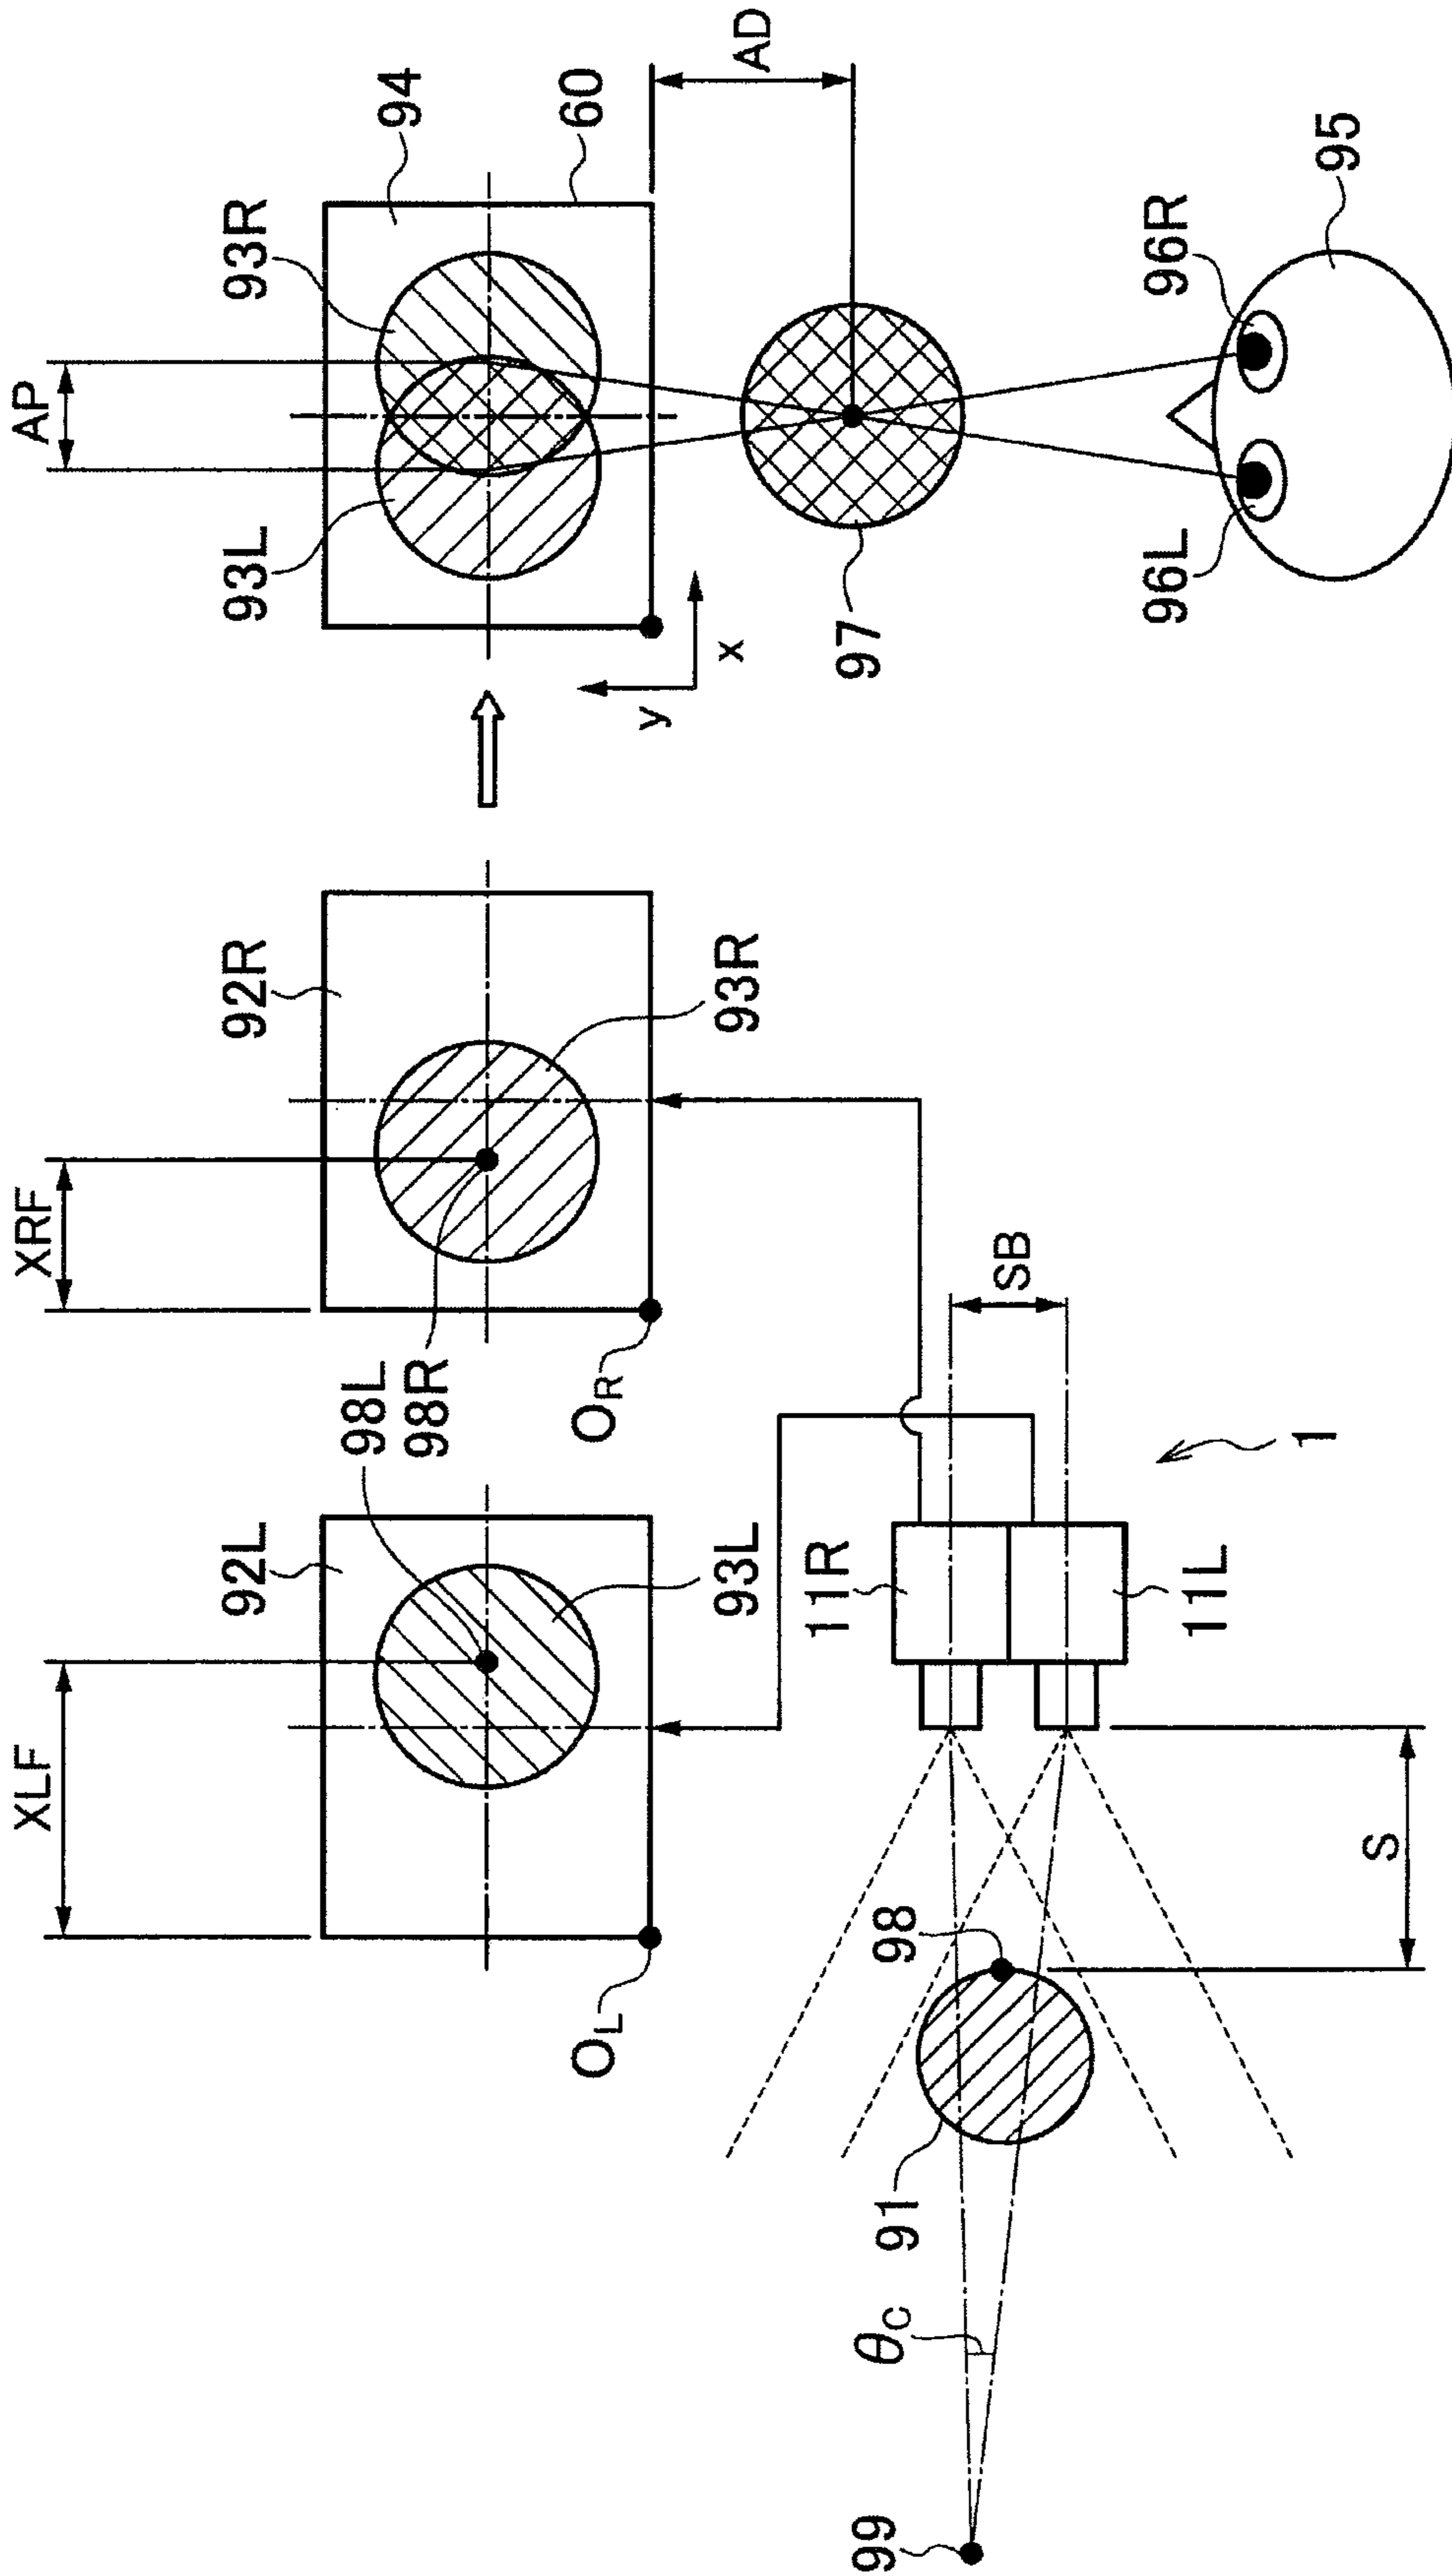 XLF
XRF
AP
92L
98L
98R
92R
93L
93R
94
60
93L
93R
O_L
O_R
y
x
AD
97
99
θ_C
91
98
11R
11L
SB
S
1
96L
96R
95